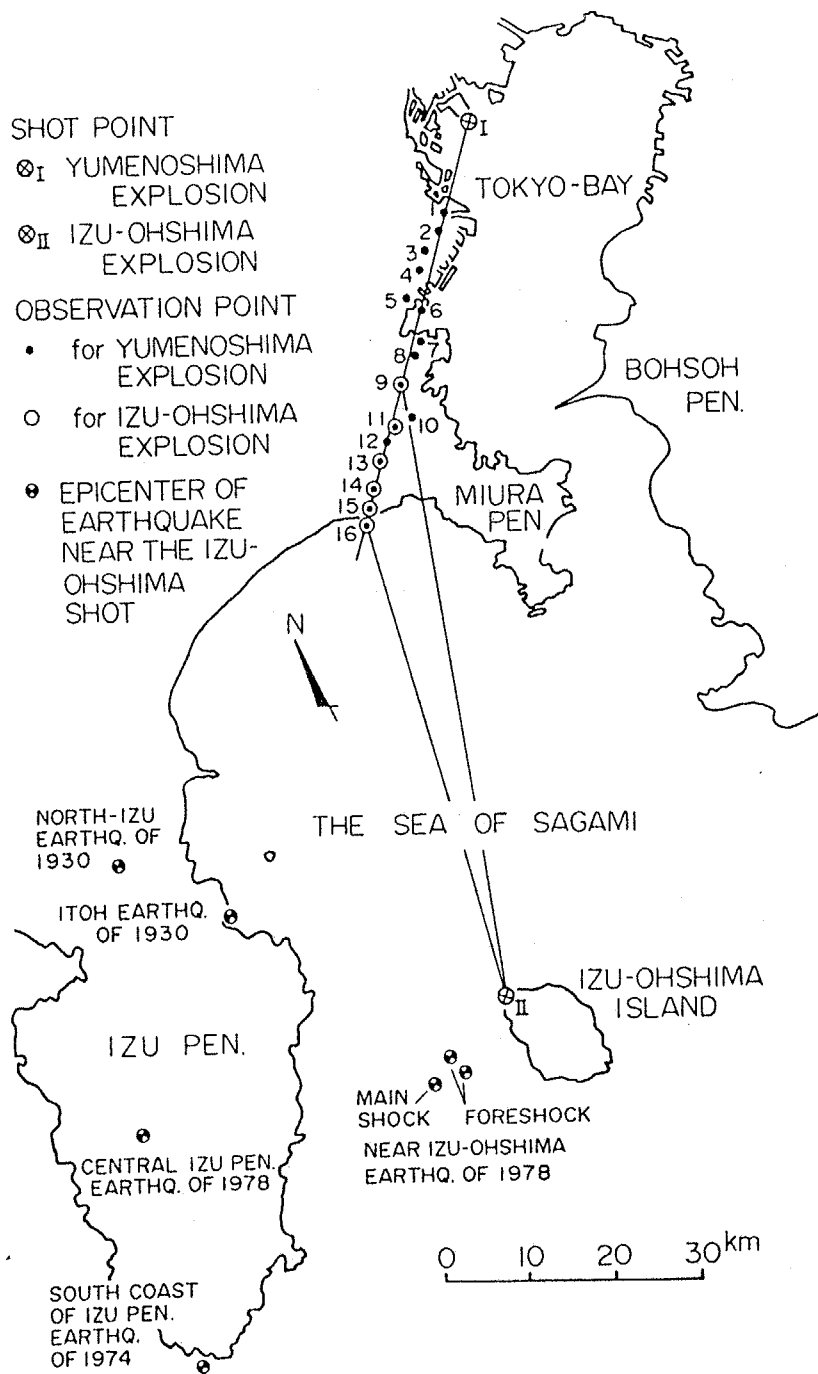 SHOT POINT
⊗I YUMENOSHIMA
EXPLOSION
⊗II IZU-OHSHIMA
EXPLOSION
OBSERVATION POINT
• for YUMENOSHIMA
EXPLOSION
○ for IZU-OHSHIMA
EXPLOSION
EPICENTER OF
EARTHQUAKE
NEAR THE IZU-
OHSHIMA
SHOT
I
TOKYO-BAY
1
2
3
4
5
6
7
8
9
10
11
12
13
14
15
16
BOHSOH
PEN.
MIURA
PEN
N
THE SEA OF SAGAMI
NORTH-IZU
EARTHQ. OF
1930
ITOH EARTHQ.
OF 1930
IZU PEN.
IZU-OHSHIMA
ISLAND
II
MAIN
SHOCK
FORESHOCK
NEAR IZU-OHSHIMA
EARTHQ. OF 1978
CENTRAL IZU PEN.
EARTHQ. OF 1978
SOUTH COAST
OF IZU PEN.
EARTHQ.
OF 1974
0 10 20 30 km